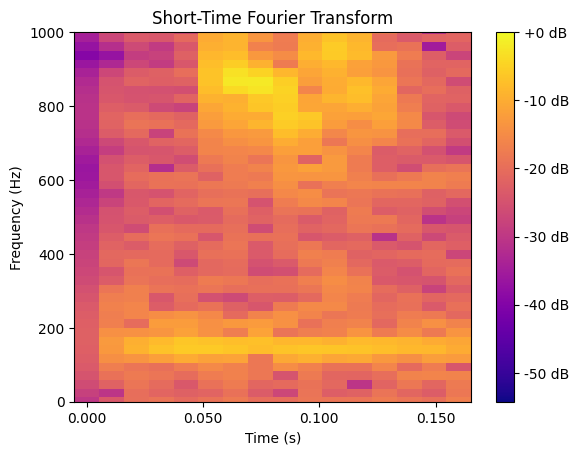 Short-Time Fourier Transform
1000
800
600
400
200
0
Frequency (Hz)
0.000
0.050
0.100
0.150
Time (s)
+0 dB
-10 dB
-20 dB
-30 dB
-40 dB
-50 dB